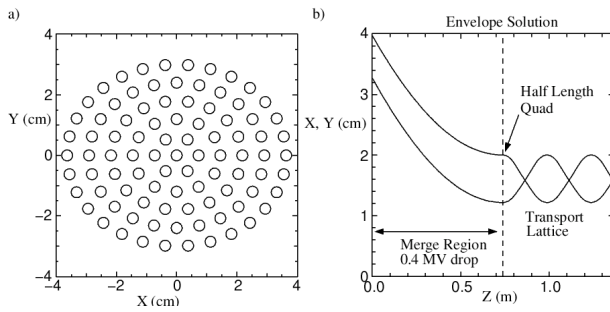 a)
4
2
Y (cm)
0
−2
−4
−4
−2
0
2
4
X (cm)
b)
Envelope Solution
4
3
X, Y (cm)
2
1
0
Half Length
Quad
Transport
Lattice
Merge Region
0.4 MV drop
0.0
0.5
1.0
Z (m)